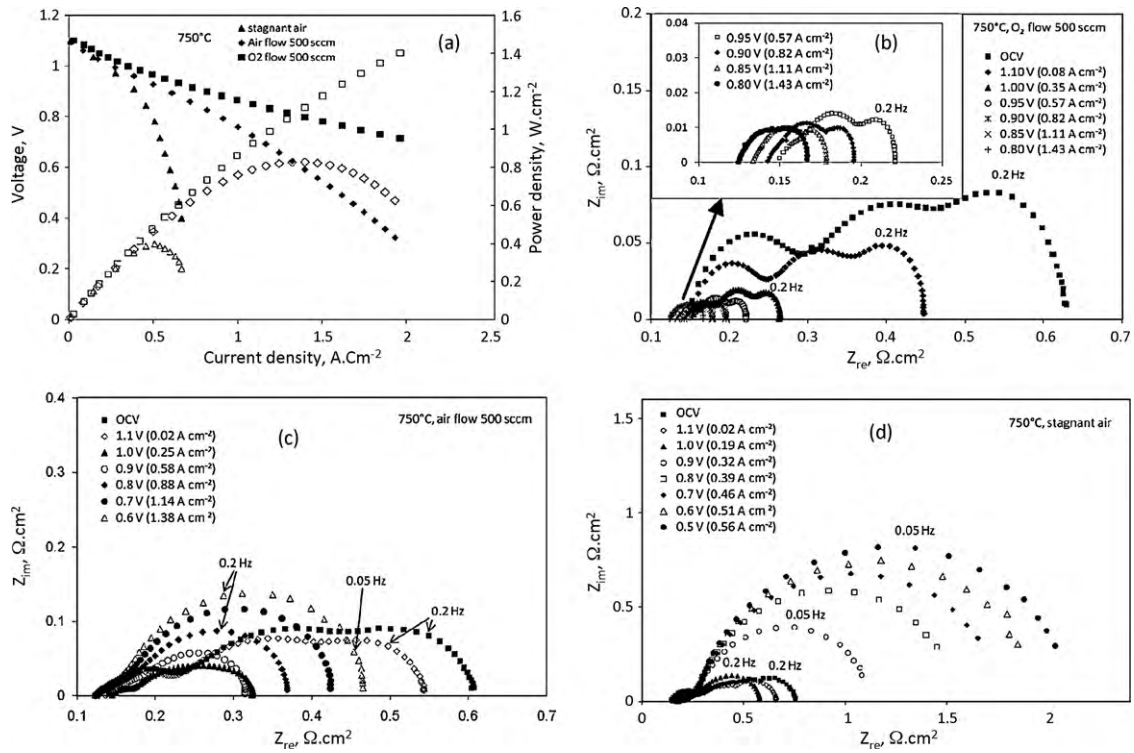 (a)
750°C
▲ stagnant air
◆ Air flow 500 sccm
■ O2 flow 500 sccm
Voltage, V
1.2
1
0.8
0.6
0.4
0.2
0
Power density, W.cm⁻²
1.6
1.4
1.2
1
0.8
0.6
0.4
0.2
0
0 0.5 1 1.5 2 2.5
Current density, A.Cm⁻²
(b)
750°C, O₂ flow 500 sccm
■ OCV
◆ 1.10 V (0.08 A cm⁻²)
▲ 1.00 V (0.35 A cm⁻²)
○ 0.95 V (0.57 A cm⁻²)
※ 0.90 V (0.82 A cm⁻²)
× 0.85 V (1.11 A cm⁻²)
+ 0.80 V (1.43 A cm⁻²)
0.04
0.03
0.02
0.01
0
0.1 0.15 0.2 0.25
□ 0.95 V (0.57 A cm⁻²)
◆ 0.90 V (0.82 A cm⁻²)
△ 0.85 V (1.11 A cm⁻²)
● 0.80 V (1.43 A cm⁻²)
0.2 Hz
0.2 Hz
0.2 Hz
0.2 Hz
Zim, Ω.cm²
0.2
0.15
0.1
0.05
0
0.1 0.2 0.3 0.4 0.5 0.6 0.7
Zre, Ω.cm²
(c)
750°C, air flow 500 sccm
■ OCV
◇ 1.1 V (0.02 A cm⁻²)
▲ 1.0 V (0.25 A cm⁻²)
○ 0.9 V (0.58 A cm⁻²)
◆ 0.8 V (0.88 A cm⁻²)
● 0.7 V (1.14 A cm⁻²)
△ 0.6 V (1.38 A cm⁻²)
0.2 Hz
0.05 Hz
0.2 Hz
Zim, Ω.cm²
0.4
0.3
0.2
0.1
0
0.1 0.2 0.3 0.4 0.5 0.6 0.7
Zre, Ω.cm²
(d)
750°C, stagnant air
■ OCV
◇ 1.1 V (0.02 A cm⁻²)
▲ 1.0 V (0.19 A cm⁻²)
○ 0.9 V (0.32 A cm⁻²)
□ 0.8 V (0.39 A cm⁻²)
◆ 0.7 V (0.46 A cm⁻²)
△ 0.6 V (0.51 A cm⁻²)
● 0.5 V (0.56 A cm⁻²)
0.05 Hz
0.05 Hz
0.2 Hz
0.2 Hz
Zim, Ω.cm²
1.5
1
0.5
0
0 0.5 1 1.5 2
Zre, Ω.cm²